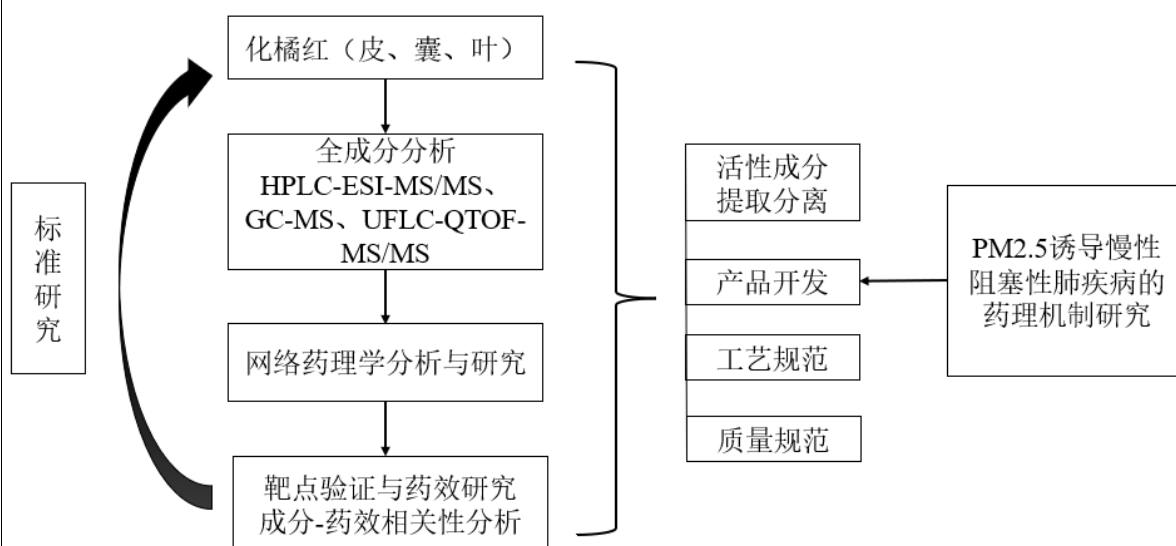 化橘红（皮、囊、叶）
全成分分析
HPLC-ESI-MS/MS、
GC-MS、UFLC-QTOF-
MS/MS
网络药理学分析与研究
靶点验证与药效研究
成分-药效相关性分析
标
准
研
究
活性成分
提取分离
产品开发
工艺规范
质量规范
PM2.5诱导慢性
阻塞性肺疾病的
药理机制研究